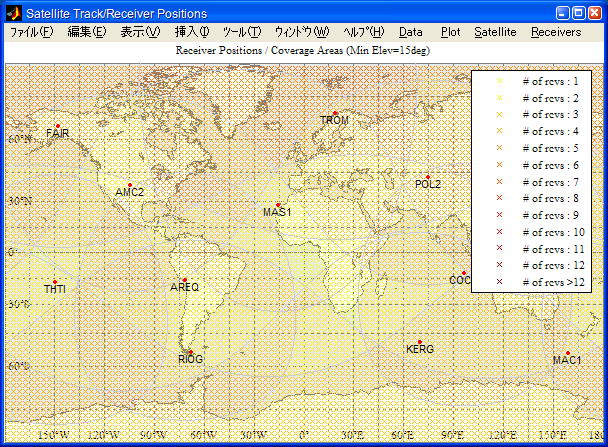 Satellite Track/Receiver Positions
ファイル(F) 編集(E) 表示(V) 挿入(I) ツール(T) ウィンドウ(W) ヘルプ(H) Data Plot Satellite Receivers
Receiver Positions / Coverage Areas (Min Elev=15deg)
# of revs : 1
# of revs : 2
# of revs : 3
# of revs : 4
# of revs : 5
# of revs : 6
# of revs : 7
# of revs : 8
# of revs : 9
# of revs : 10
# of revs : 11
# of revs : 12
# of revs >12
TROM
FAIR
60°N
POL2
AMC2
30°N
MAS1
0°
COC
AREQ
THTI
30°S
KERG
RIOG
MAC1
60°S
150°W 120°W 90°W 60°W 30°W 0° 30°E 60°E 90°E 120°E 150°E 180